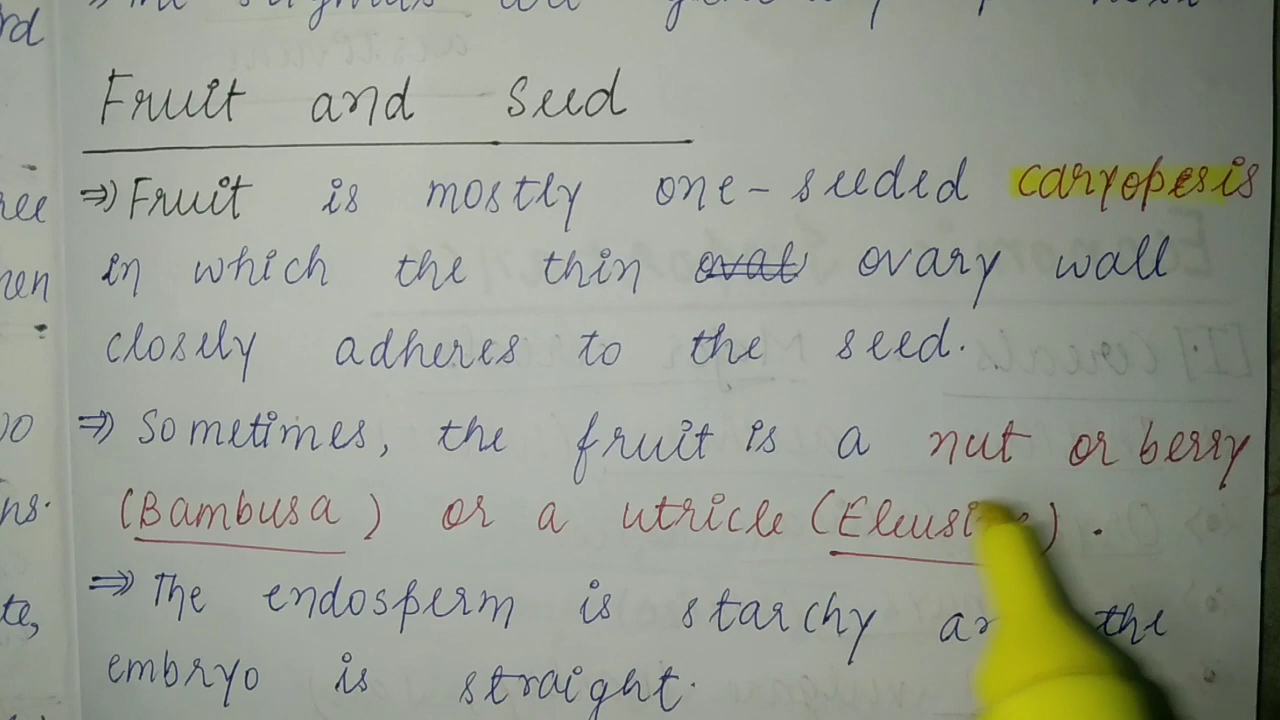 Fruit and Seed
⇒ Fruit is mostly one-seeded caryopsis
in which the thin ovary wall
closely adheres to the seed.
⇒ Sometimes, the fruit is a nut or berry
(Bambusa) or a utricle (Eleusi
⇒ The endosperm is starchy the
embryo is straight.